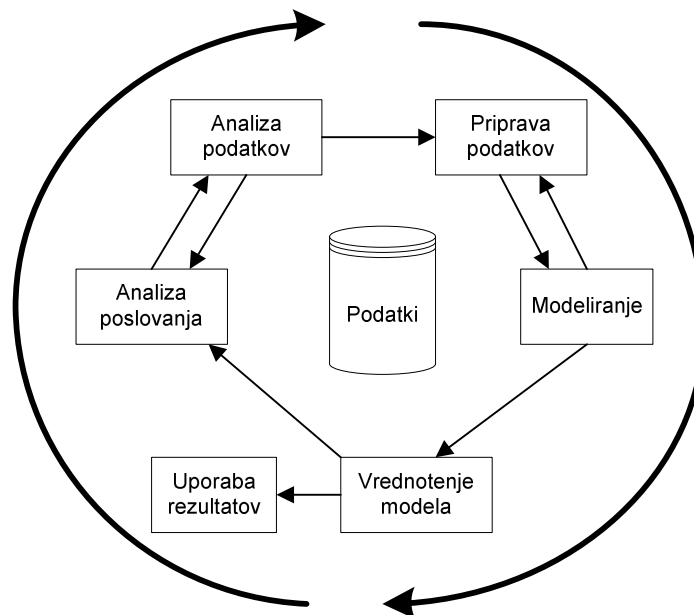 Analiza
podatkov
Priprava
podatkov
Analiza
poslovanja
Podatki
Modeliranje
Uporaba
rezultatov
Vrednotenje
modela